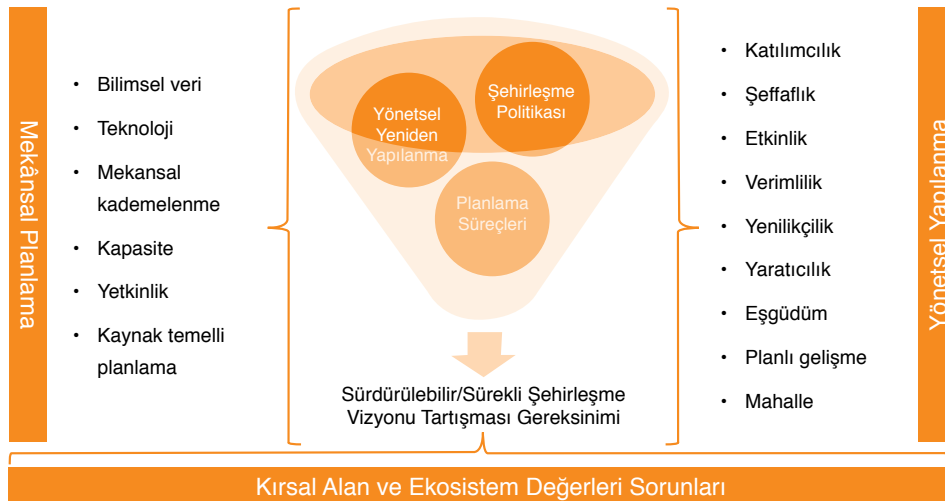 Mekânsal Planlama
• Bilimsel veri
• Teknoloji
• Mekansal
kademelenme
• Kapasite
• Yetkinlik
• Kaynak temelli
planlama
Yönetsel
Yeniden
Yapılanma
Şehirleşme
Politikası
Planlama
Süreçleri
Sürdürülebilir/Sürekli Şehirleşme
Vizyonu Tartışması Gereksinimi
• Katılımcılık
• Şeffaflık
• Etkinlik
• Verimlilik
• Yenilikçilik
• Yaratıcılık
• Eşgüdüm
• Planlı gelişme
• Mahalle
Yönetsel Yapılanma
Kırsal Alan ve Ekosistem Değerleri Sorunları